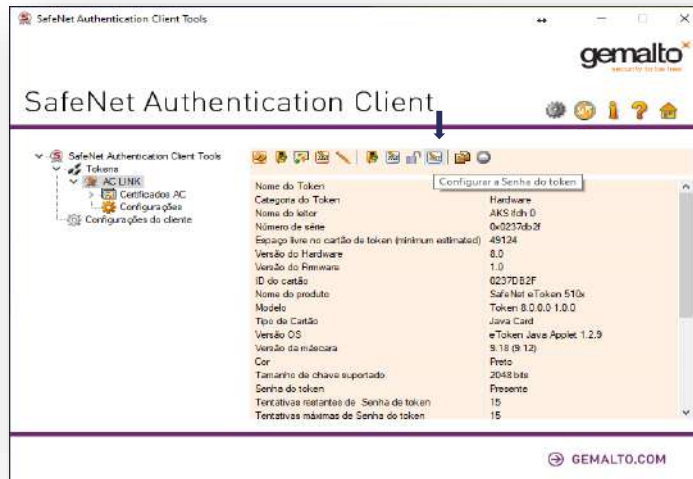 SafeNet Authentication Client Tools
gemalto
security to be free
SafeNet Authentication Client
SafeNet Authentication Client Tools
Tokens
AC LINK
Certificados AC
Configurações
Configurações do cliente
Configurar a Senha do token
Nome do Token
Categoria do Token Hardware
Nome do leitor AKS ifdh 0
Número de série 0x0237db2f
Espaço livre no cartão de token (minimum estimated) 49124
Versão do Hardware 8.0
Versão do Firmware 1.0
ID do cartão 0237DB2F
Nome do produto SafeNet eToken 510x
Modelo Token 8.0.0.0 1.0.0
Tipo de Cartão Java Card
Versão OS eToken Java Applet 1.2.9
Versão da máscara 9.18 (9.12)
Cor Preto
Tamanho de chave suportado 2048 bits
Senha do token Presente
Tentativas restantes de Senha de token 15
Tentativas máximas de Senha do token 15
GEMALTO.COM